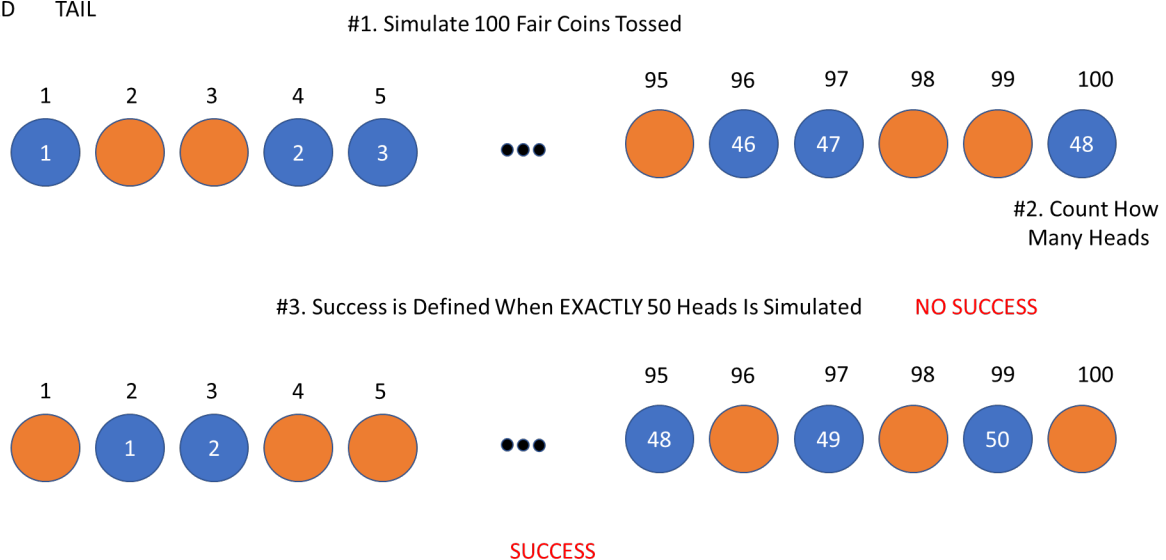 D TAIL
#1. Simulate 100 Fair Coins Tossed
1 2 3 4 5 95 96 97 98 99 100
1 2 3 46 47 48
#2. Count How
Many Heads
#3. Success is Defined When EXACTLY 50 Heads Is Simulated NO SUCCESS
1 2 3 4 5 95 96 97 98 99 100
1 2 48 49 50
SUCCESS